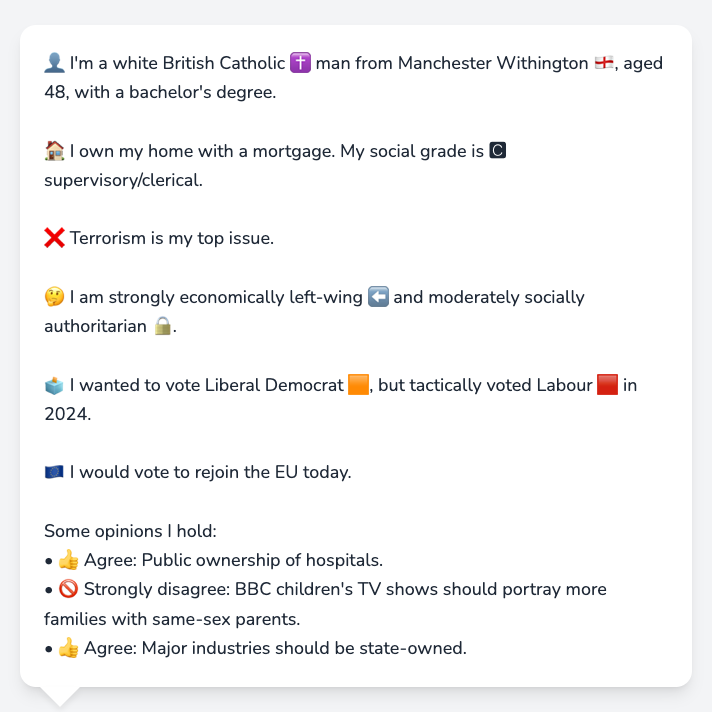 👤 I'm a white British Catholic ✝️ man from Manchester Withington 🏴󠁧󠁢󠁥󠁮󠁧󠁿, aged
48, with a bachelor's degree.
🏠 I own my home with a mortgage. My social grade is 🅲
supervisory/clerical.
❌ Terrorism is my top issue.
🤔 I am strongly economically left-wing ⬅️ and moderately socially
authoritarian 🔒.
🗳️ I wanted to vote Liberal Democrat 🟧, but tactically voted Labour 🟥 in
2024.
🇪🇺 I would vote to rejoin the EU today.
Some opinions I hold:
• 👍 Agree: Public ownership of hospitals.
• 🚫 Strongly disagree: BBC children's TV shows should portray more
families with same-sex parents.
• 👍 Agree: Major industries should be state-owned.